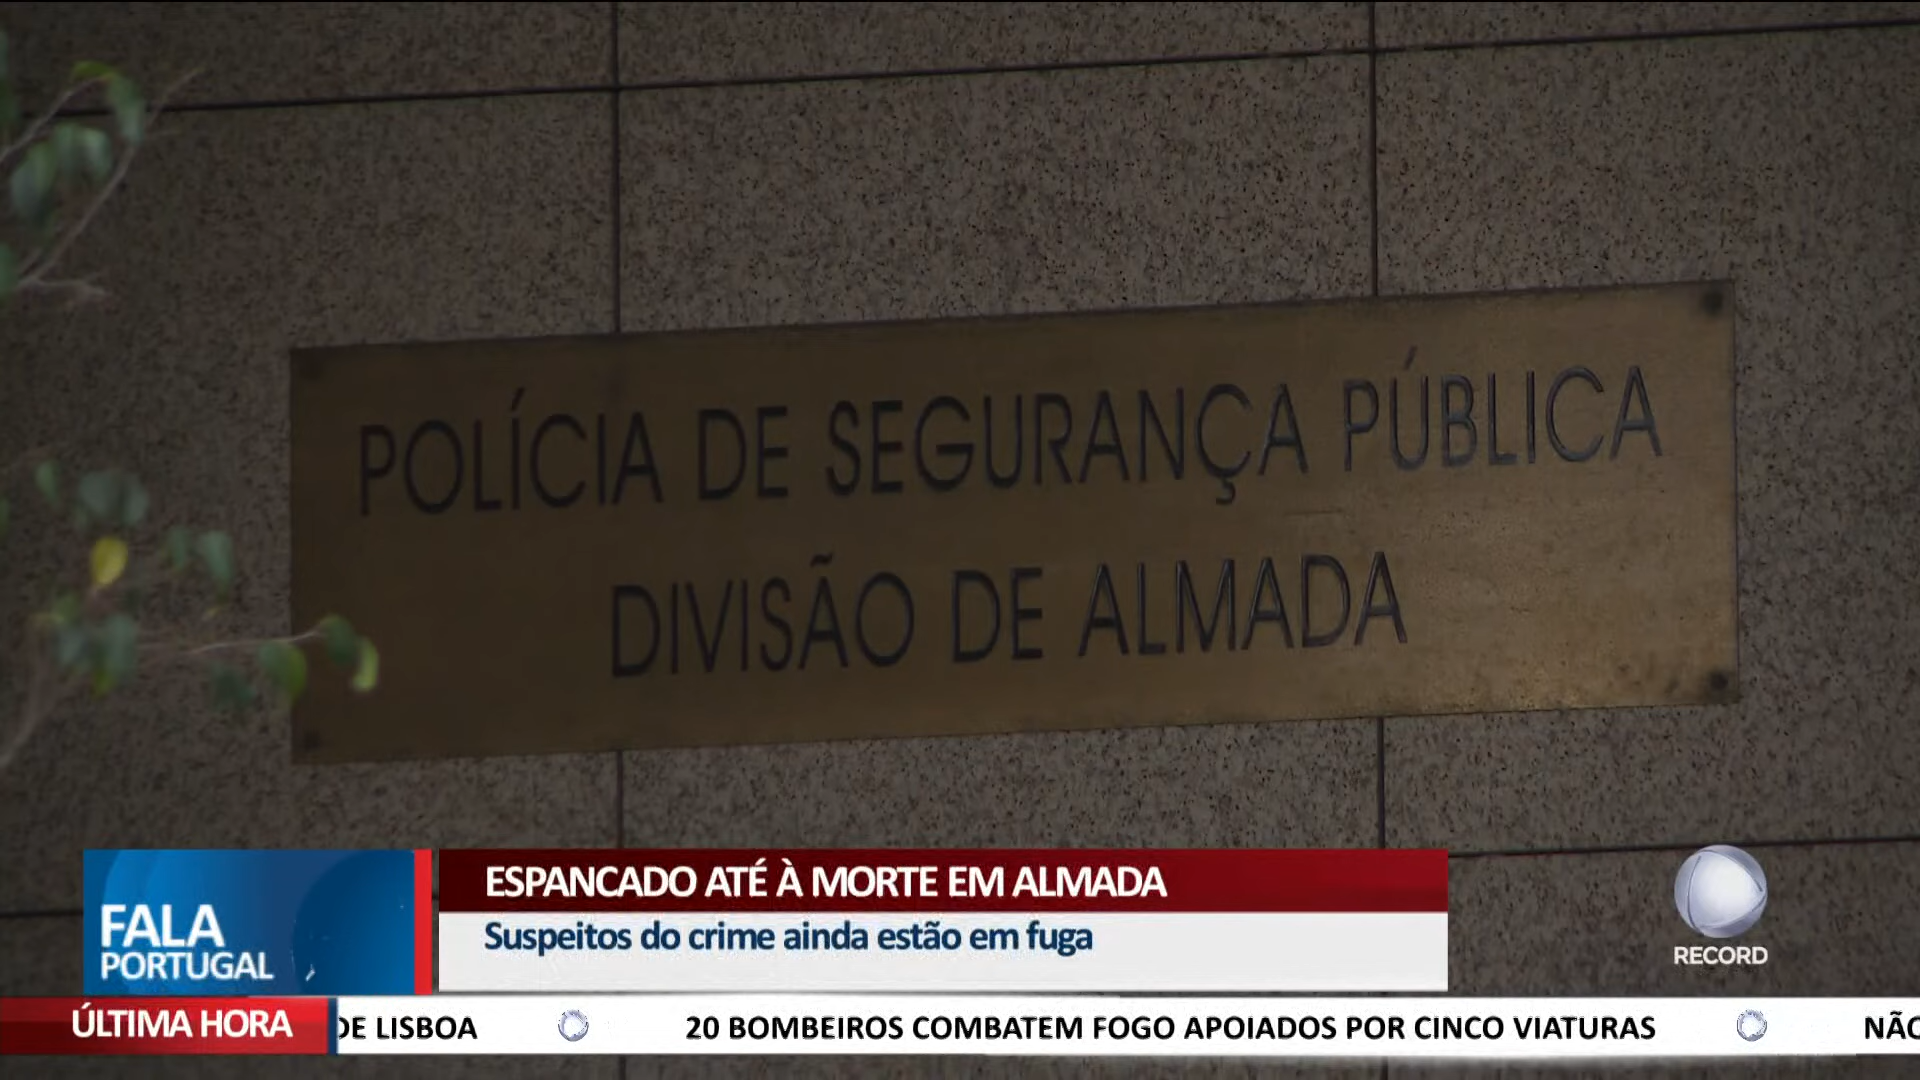 POLÍCIA DE SEGURANÇA PÚBLICA
DIVISÃO DE ALMADA
ESPANCADO ATÉ À MORTE EM ALMADA
Suspeitos do crime ainda estão em fuga
FALA
PORTUGAL
RECORD
ÚLTIMA HORA
DE LISBOA
20 BOMBEIROS COMBATEM FOGO APOIADOS POR CINCO VIATURAS